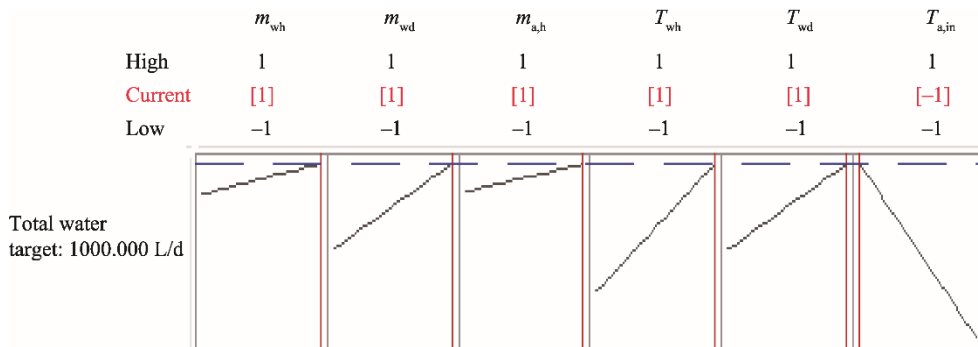 m_wh m_wd m_a,h T_wh T_wd T_a,in
High 1 1 1 1 1 1
Current [1] [1] [1] [1] [1] [−1]
Low −1 −1 −1 −1 −1 −1
Total water
target: 1000.000 L/d